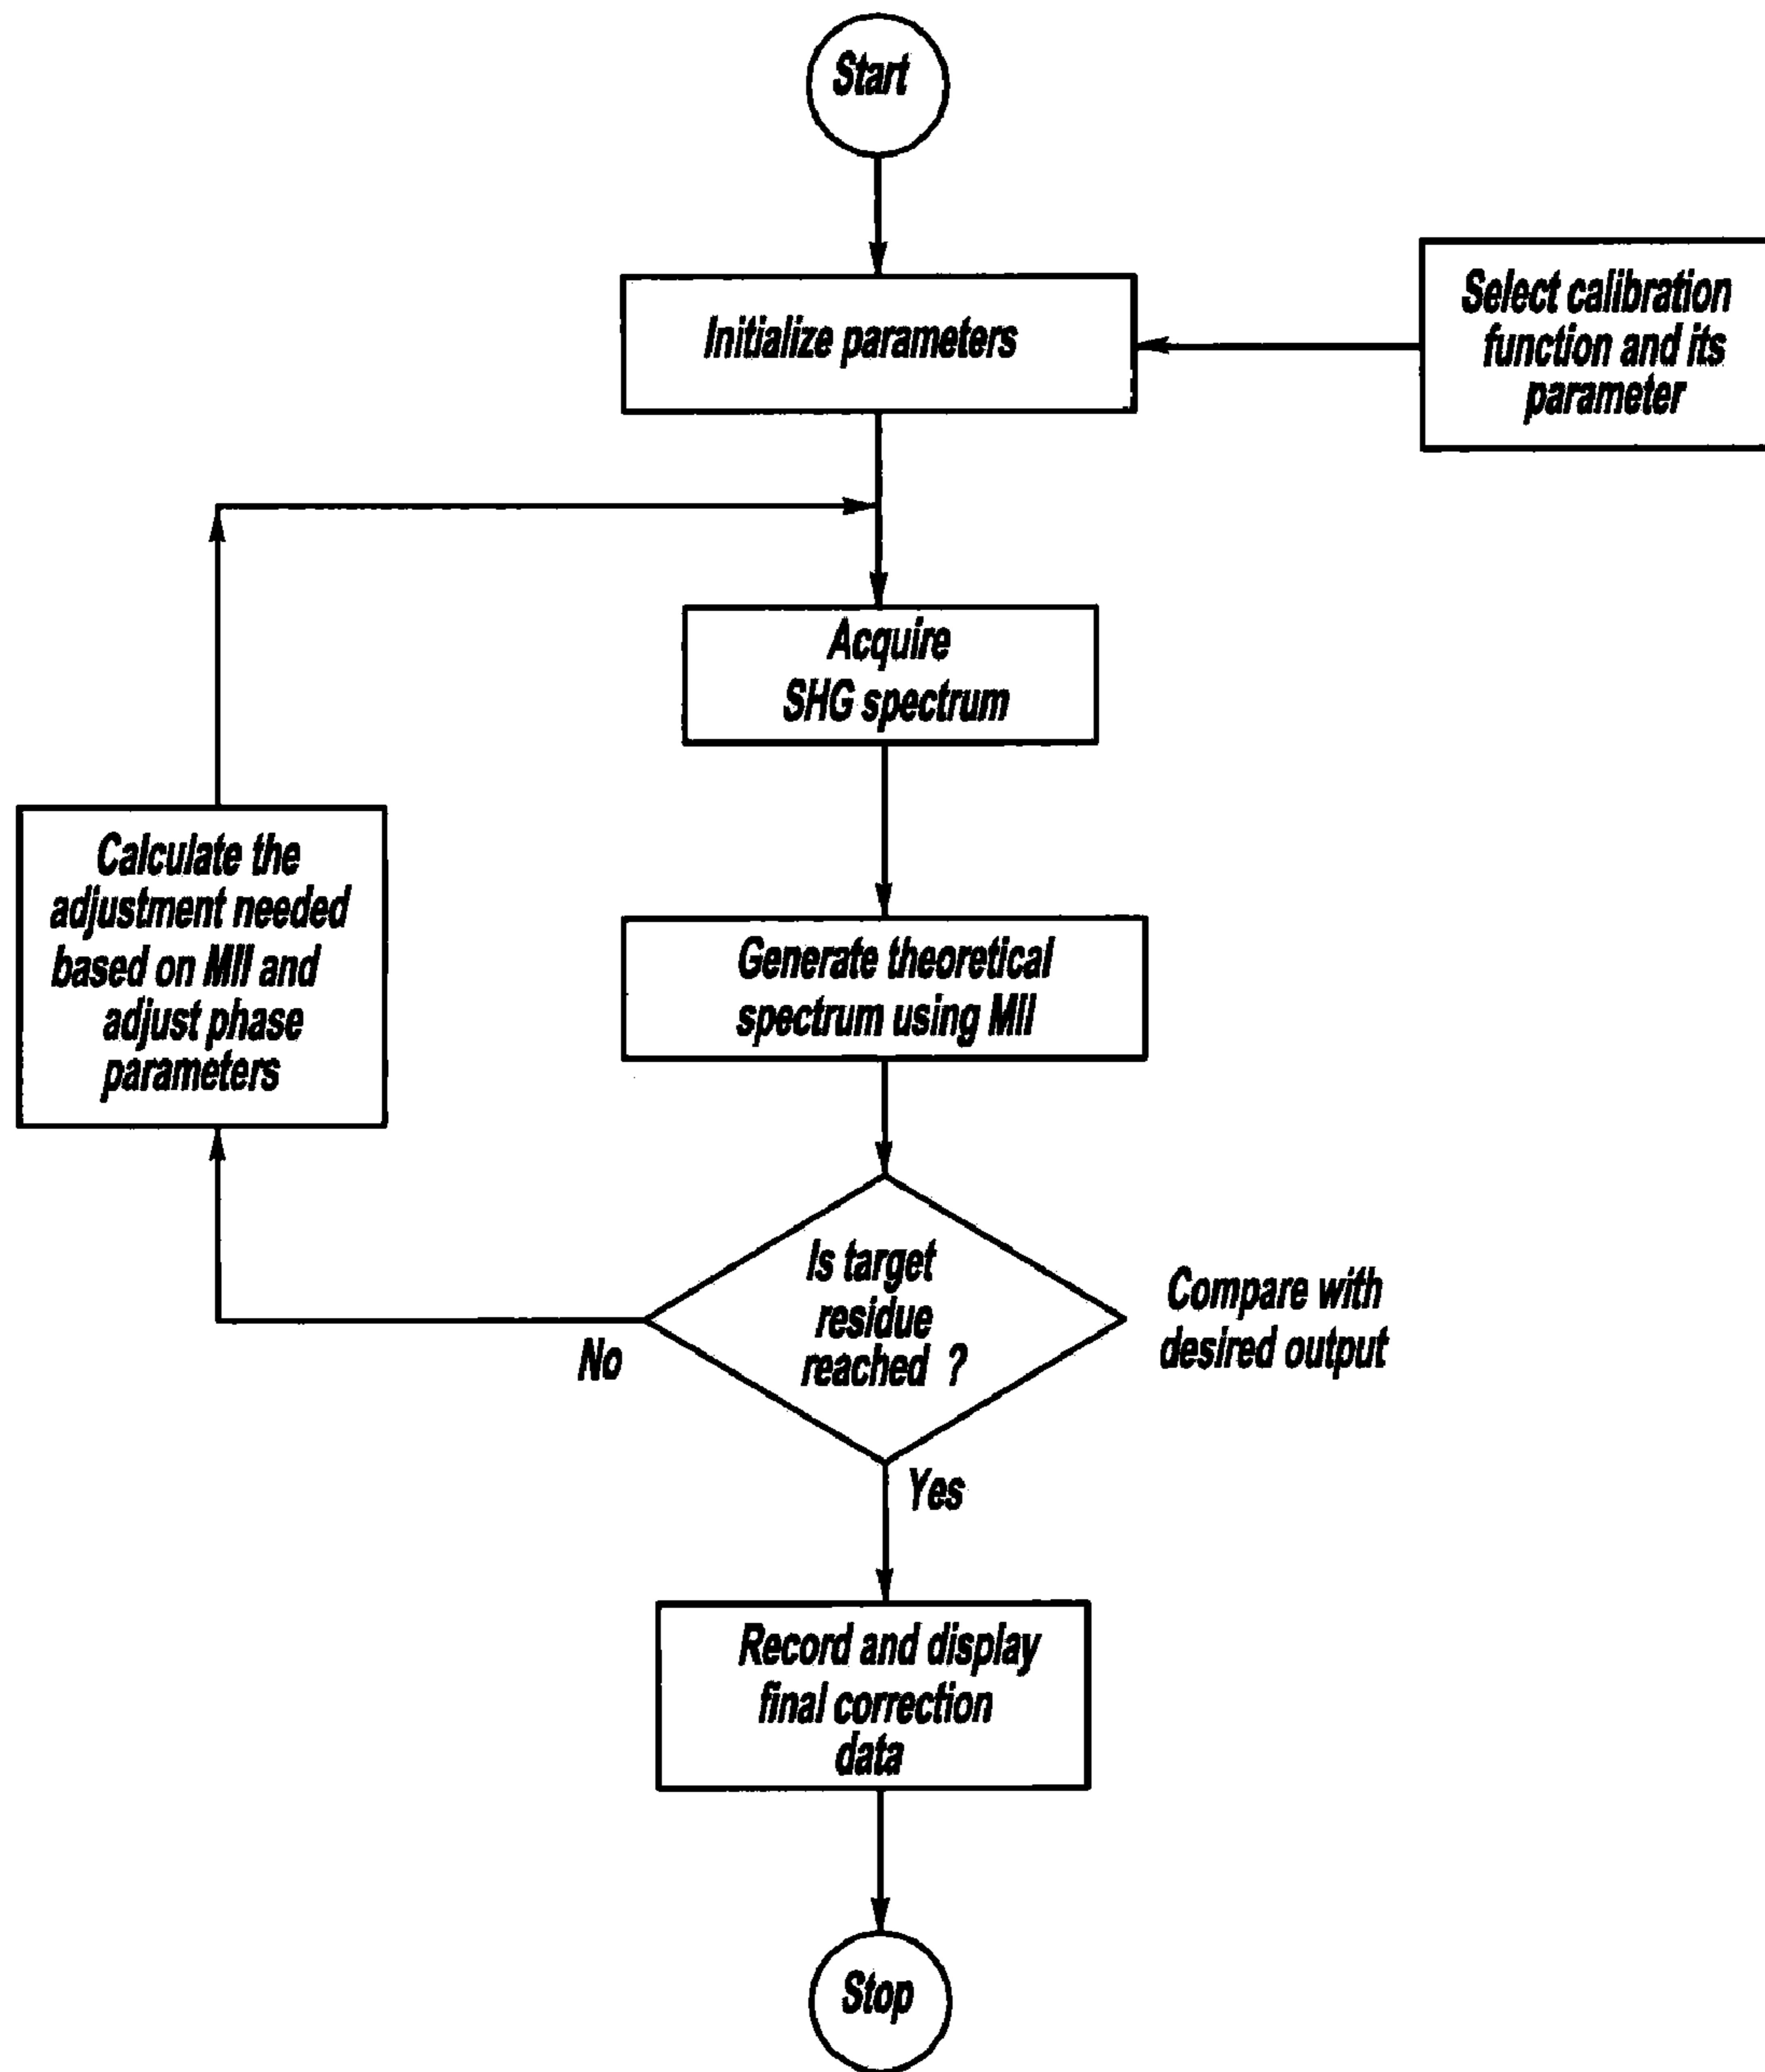 Start
Initialize parameters
Select calibration
function and its
parameter
Acquire
SHG spectrum
Calculate the
adjustment needed
based on MII and
adjust phase
parameters
Generate theoretical
spectrum using MII
Is target
residue
reached ?
Compare with
desired output
No
Yes
Record and display
final correction
data
Stop